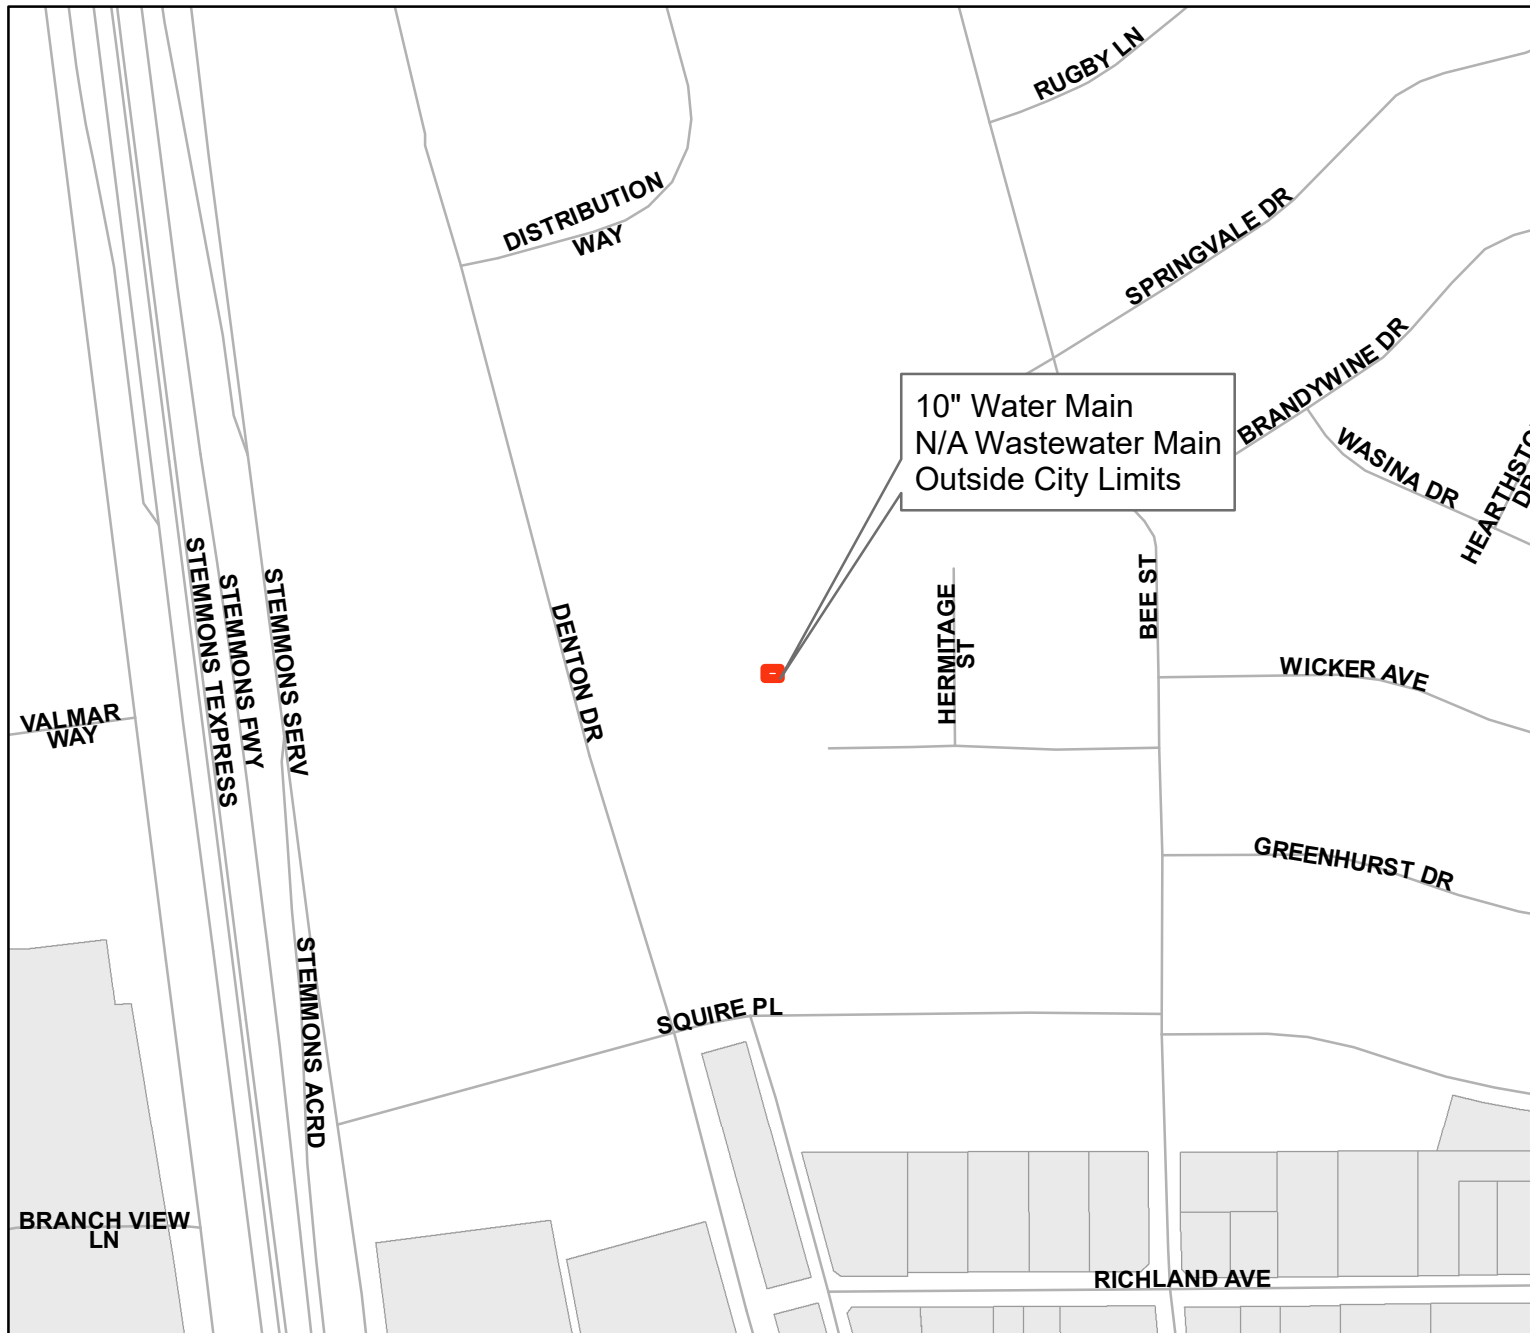 RUGBY LN
DISTRIBUTION
WAY
SPRINGVALE DR
BRANDYWINE DR
10" Water Main
N/A Wastewater Main
Outside City Limits
WASINA DR
HEARTHSTO
DR
STEMMONS TEXPRESS
STEMMONS FWY
STEMMONS SERV
DENTON DR
HERMITAGE
ST
BEE ST
WICKER AVE
VALMAR
WAY
GREENHURST DR
STEMMONS ACRD
SQUIRE PL
BRANCH VIEW
LN
RICHLAND AVE